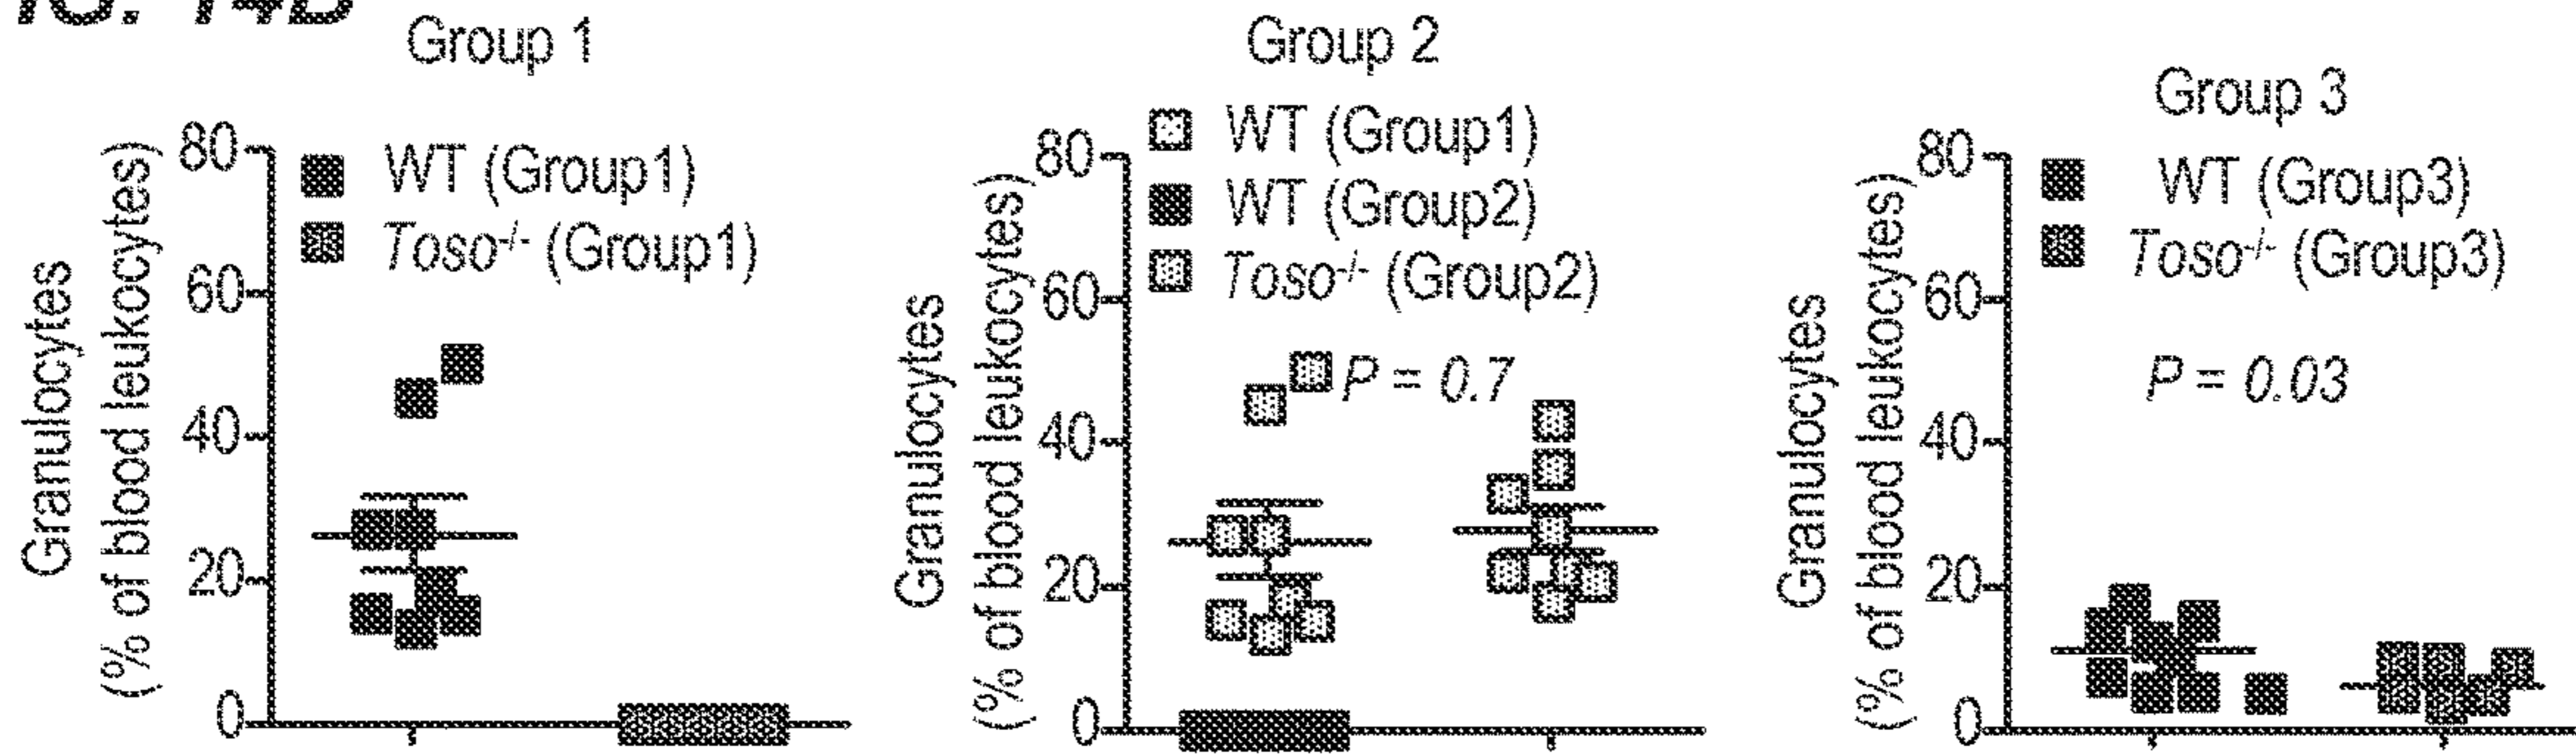 14B
Group 1
Granulocytes
(% of blood leukocytes)
80
60
40
20
0
WT (Group1)
Toso-/- (Group1)
Group 2
Granulocytes
(% of blood leukocytes)
80
60
40
20
0
WT (Group1)
WT (Group2)
Toso-/- (Group2)
P = 0.7
Group 3
Granulocytes
(% of blood leukocytes)
80
60
40
20
0
WT (Group3)
Toso-/- (Group3)
P = 0.03